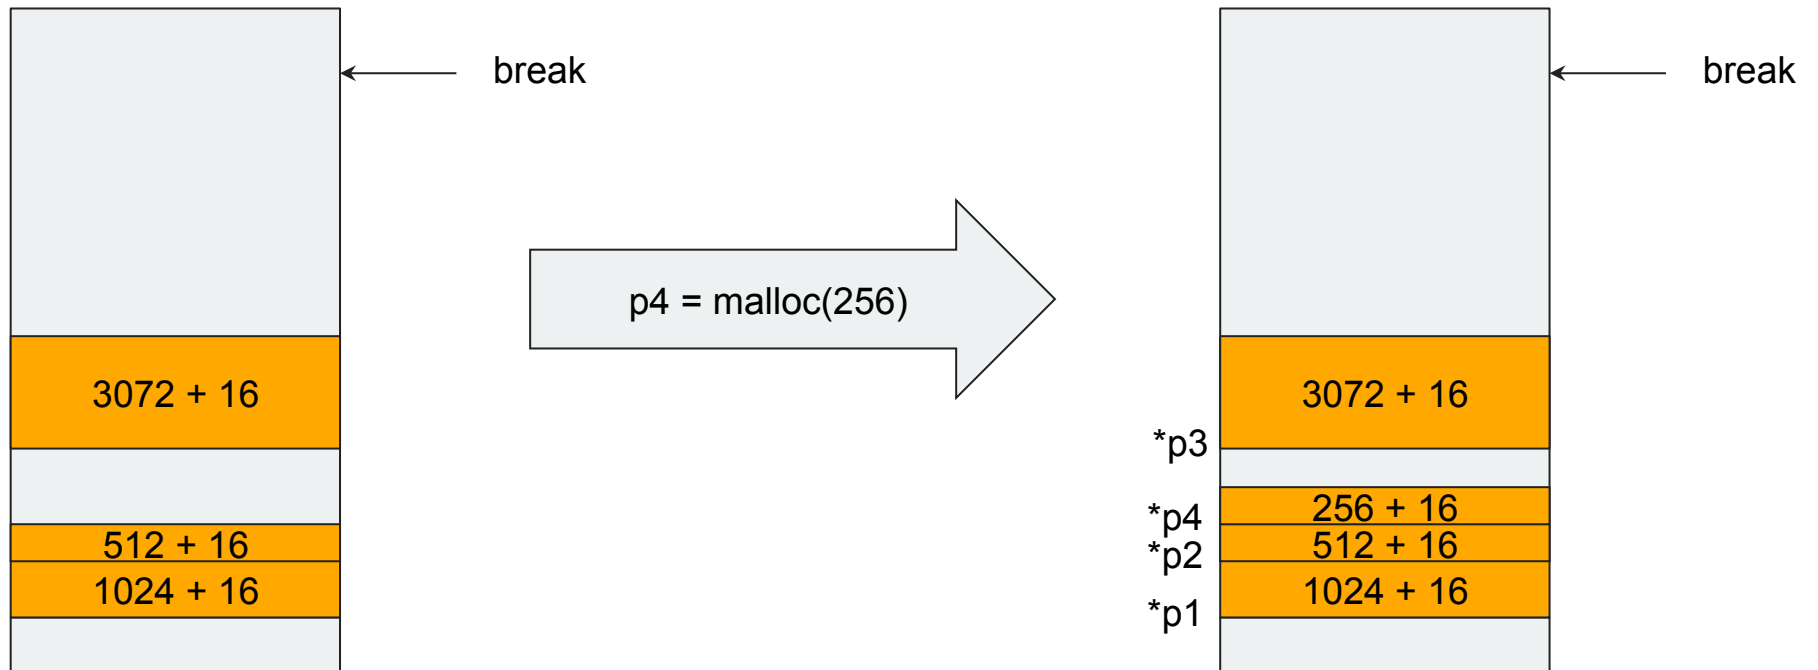 break
3072 + 16
512 + 16
1024 + 16
p4 = malloc(256)
break
3072 + 16
*p3
256 + 16
*p4
512 + 16
*p2
1024 + 16
*p1